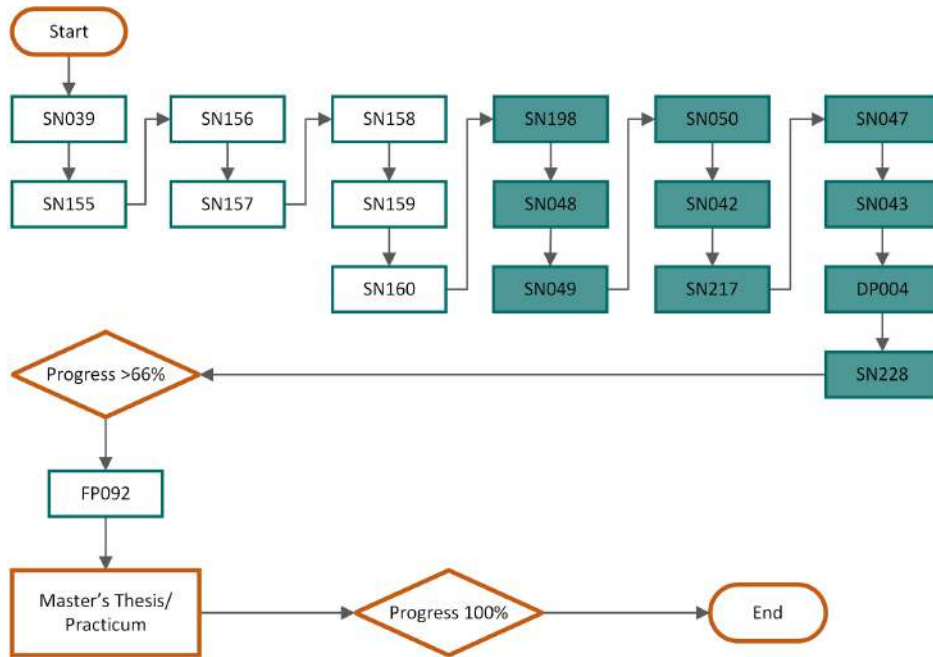 Start
SN039
SN156
SN158
SN198
SN050
SN047
SN155
SN157
SN159
SN048
SN042
SN043
SN160
SN049
SN217
DP004
Progress >66%
SN228
FP092
Master's Thesis/
Practicum
Progress 100%
End